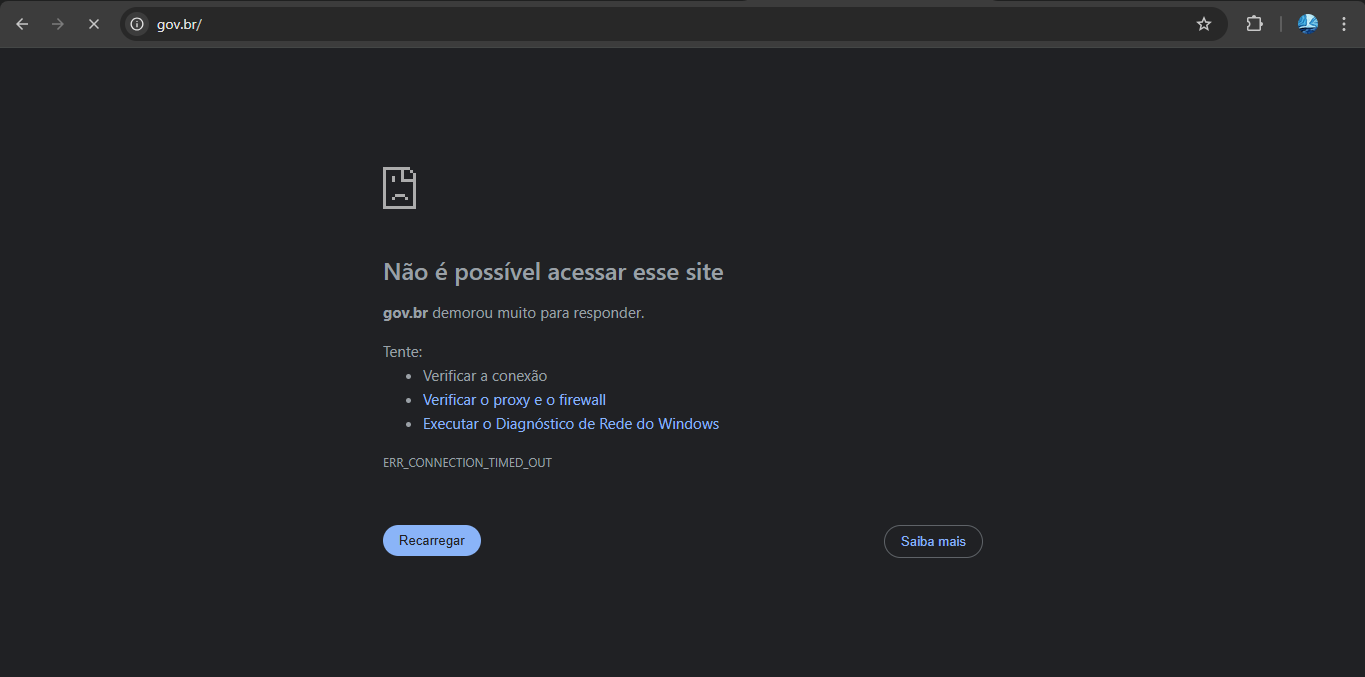 gov.br/
Não é possível acessar esse site
gov.br demorou muito para responder.
Tente:
Verificar a conexão
Verificar o proxy e o firewall
Executar o Diagnóstico de Rede do Windows
ERR_CONNECTION_TIMED_OUT
Recarregar
Saiba mais